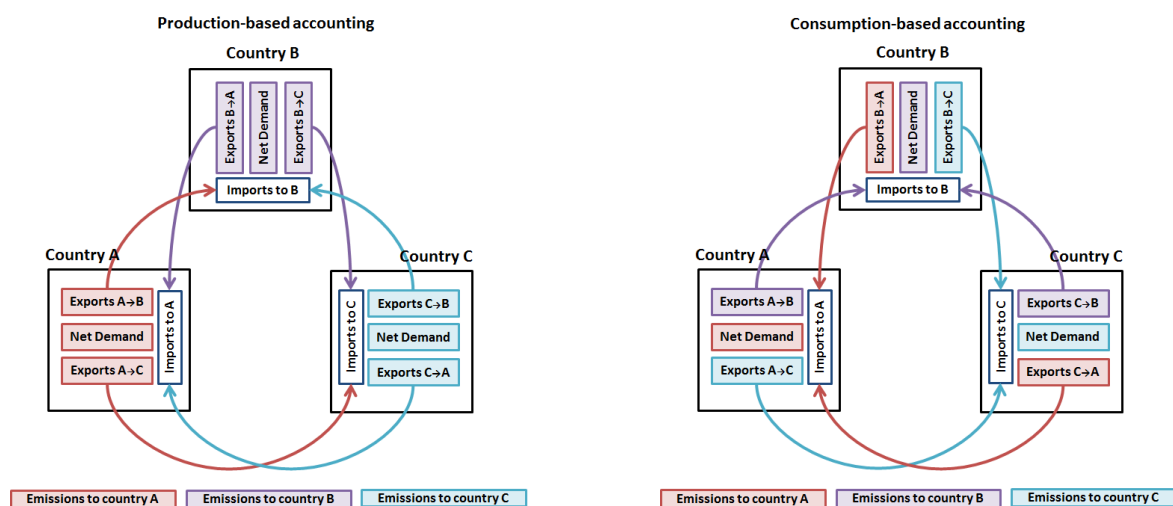 Production-based accounting
Country B
Exports B→A
Net Demand
Exports B→C
Imports to B
Country A
Exports A→B
Net Demand
Exports A→C
Imports to A
Country C
Imports to C
Exports C→B
Net Demand
Exports C→A
Emissions to country A
Emissions to country B
Emissions to country C
Consumption-based accounting
Country B
Exports B→A
Net Demand
Exports B→C
Imports to B
Country A
Exports A→B
Net Demand
Exports A→C
Imports to A
Country C
Imports to C
Exports C→B
Net Demand
Exports C→A
Emissions to country A
Emissions to country B
Emissions to country C